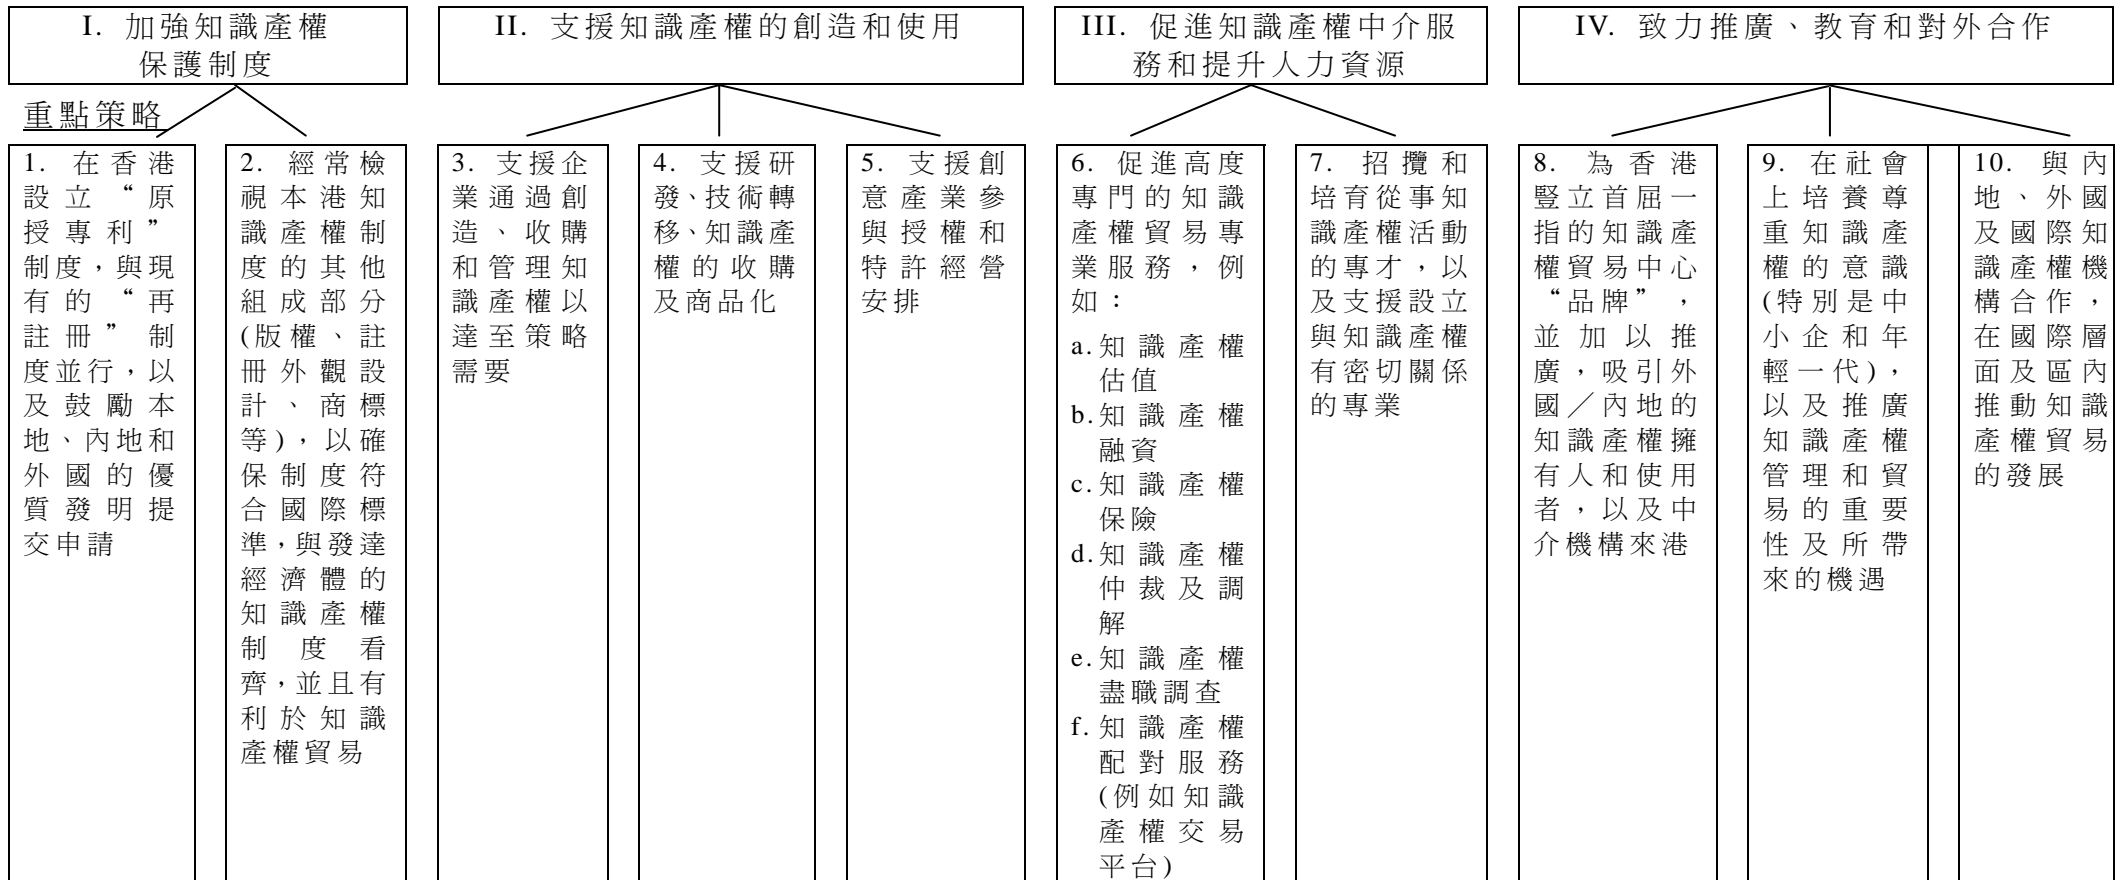 I. 加強知識產權
保護制度
II. 支援知識產權的創造和使用
III. 促進知識產權中介服
務和提升人力資源
IV. 致力推廣、教育和對外合作
重點策略
1. 在香港
設立“原
授專利”
制度，與現
有的“再
註冊”制
度並行，以
及鼓勵本
地、內地和
外國的優
質發明提
交申請
2. 經常檢
視本港知
識產權制
度的其他
組成部分
(版權、註
冊外觀設
計、商標
等)，以確
保制度符
合國際標
準，與發達
經濟體的
知識產權
制度看
齊，並且有
利於知識
產權貿易
3. 支援企
業通過創
造、收購
和管理知
識產權以
達至策略
需要
4. 支援研
發、技術轉
移、知識產
權的收購
及商品化
5. 支援創
意產業參
與授權和
特許經營
安排
6. 促進高度
專門的知識
產權貿易專
業服務，例
如：
a. 知識產權
估值
b. 知識產權
融資
c. 知識產權
保險
d. 知識產權
仲裁及調
解
e. 知識產權
盡職調查
f. 知識產權
配對服務
(例如知識
產權交易
平台)
7. 招攬和
培育從事知
識產權活動
的專才，以
及支援設立
與知識產權
有密切關係
的專業
8. 為香港
豎立首屈一
指的知識產
權貿易中心
“品牌”，
並加以推
廣，吸引外
國／內地的
知識產權擁
有人和使用
者，以及中
介機構來港
9. 在社會
上培養尊
重知識產
權的意識
(特別是中
小企和年
輕一代)，
以及推廣
知識產權
管理和貿
易的重要
性及所帶
來的機遇
10. 與內
地、外國
及國際知
識產權機
構合作，
在國際層
面及區內
推動知識
產權貿易
的發展